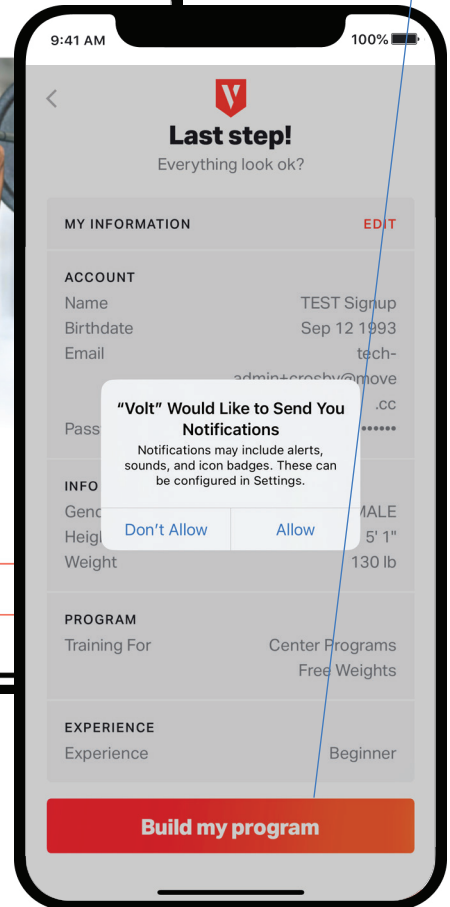 9:41 AM 100%
Last step!
Everything look ok?
MY INFORMATION EDIT
ACCOUNT
Name TEST Signup
Birthdate Sep 12 1993
Email tech-
admin+crosby@move
.cc
“Volt” Would Like to Send You
Notifications
Pass ••••••
Notifications may include alerts,
sounds, and icon badges. These can
be configured in Settings.
INFO
Don’t Allow Allow
Height 5' 1"
Weight 130 lb
PROGRAM
Training For Center Programs
Free Weights
EXPERIENCE
Experience Beginner
Build my program